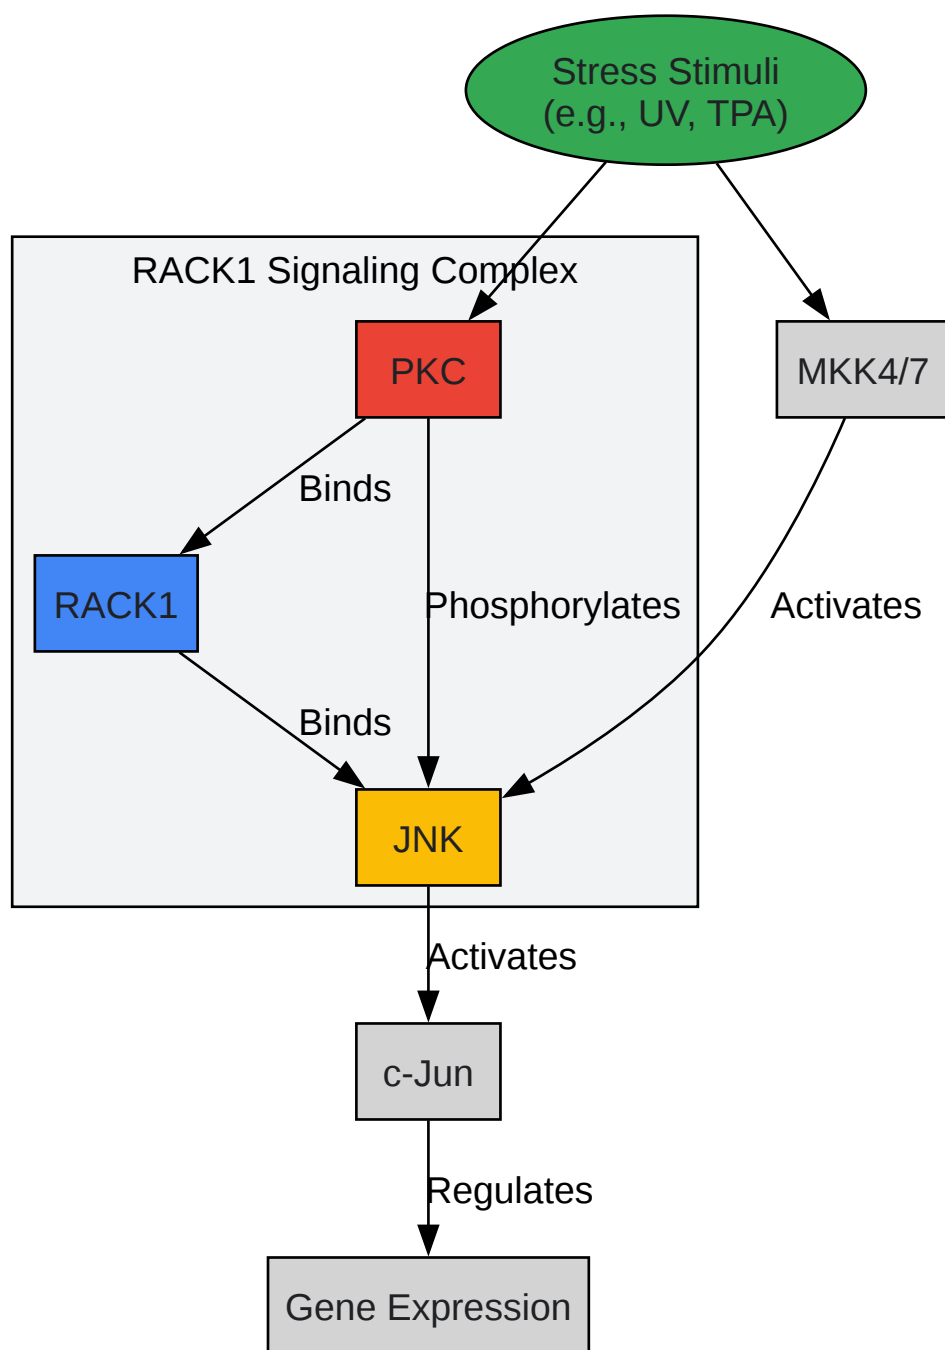 Stress Stimuli
(e.g., UV, TPA)
RACK1 Signaling Complex
PKC
MKK4/7
Binds
RACK1
Phosphorylates
Activates
Binds
JNK
Activates
c-Jun
Regulates
Gene Expression